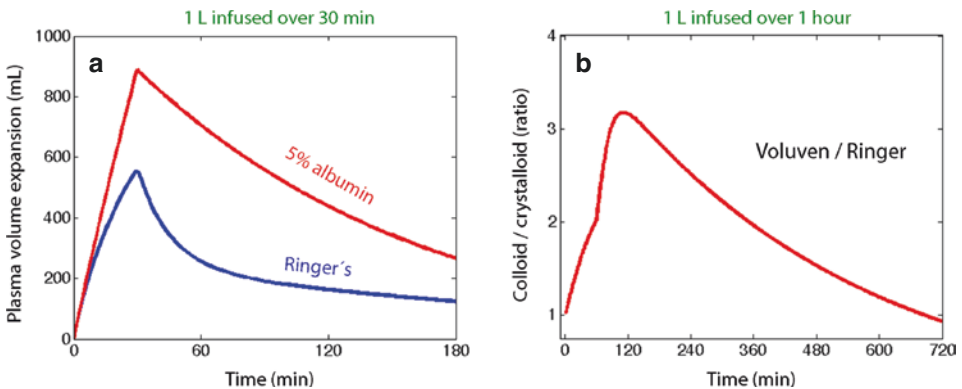 1 L infused over 30 min
a
Plasma volume expansion (mL)
1000
800
600
400
200
0
5% albumin
Ringer´s
0 60 120 180
Time (min)
1 L infused over 1 hour
b
Colloid / crystalloid (ratio)
4
3
2
1
Voluven / Ringer
0 120 240 360 480 600 720
Time (min)